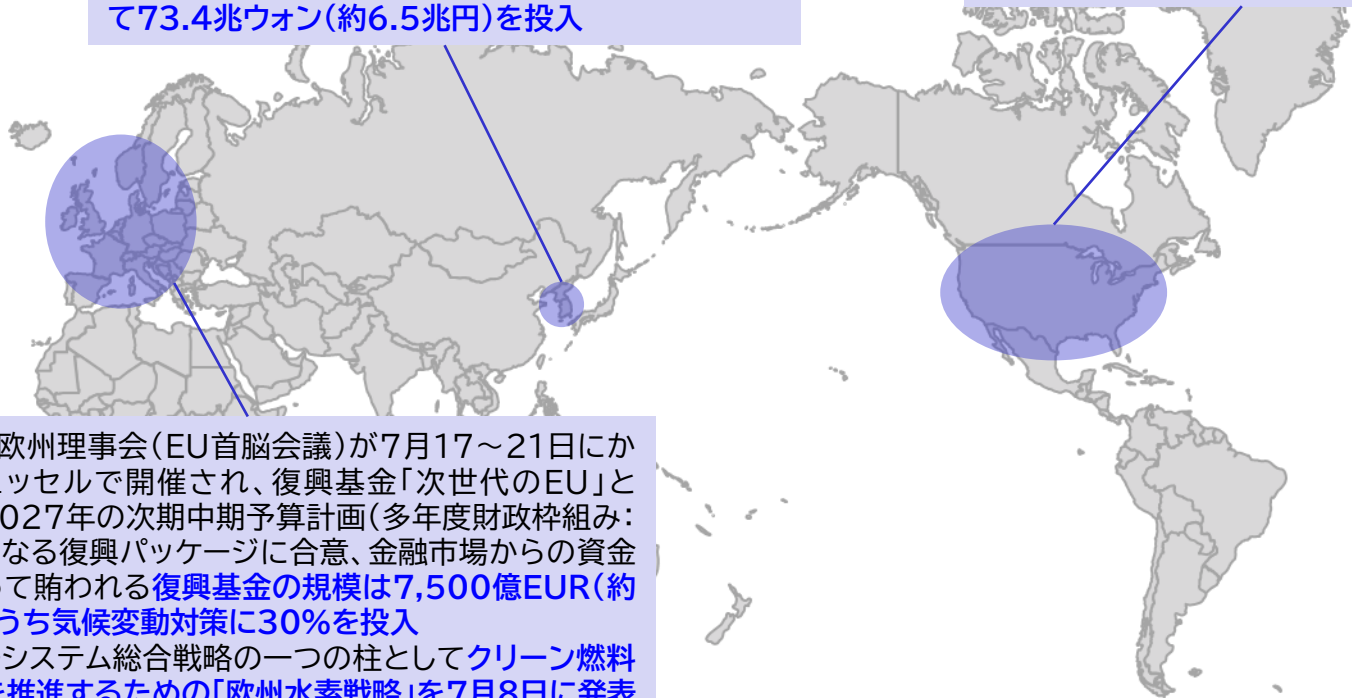 て73.4兆ウォン(約6.5兆円)を投入
欧州理事会(EU首脳会議)が7月17〜21日にか
ュッセルで開催され、復興基金「次世代のEU」と
027年の次期中期予算計画(多年度財政枠組み:
なる復興パッケージに合意、金融市場からの資金
って賄われる復興基金の規模は7,500億EUR(約
うち気候変動対策に30%を投入
システム総合戦略の一つの柱としてクリーン燃料
を推進するための「欧州水素戦略」を7月8日に発表